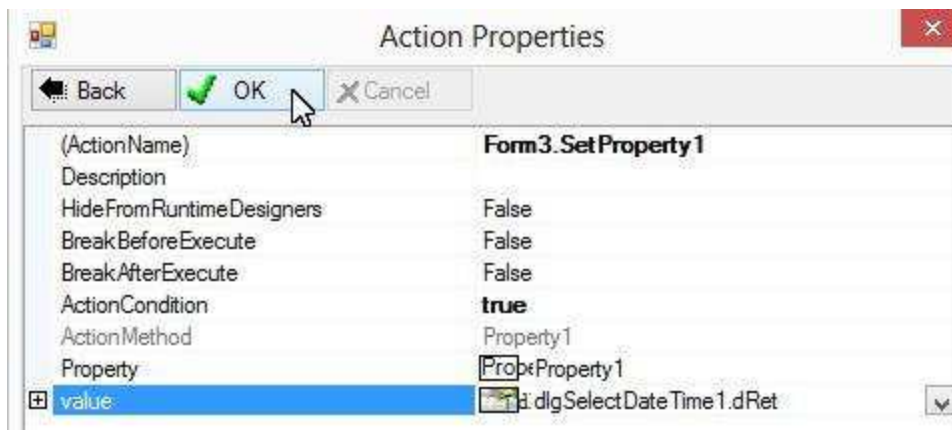 Action Properties
Back OK Cancel
(ActionName) Form3.SetProperty1
Description
HideFromRuntimeDesigners False
BreakBeforeExecute False
BreakAfterExecute False
ActionCondition true
ActionMethod Property1
Property Property1
value dlgSelectDateTime1.dRet